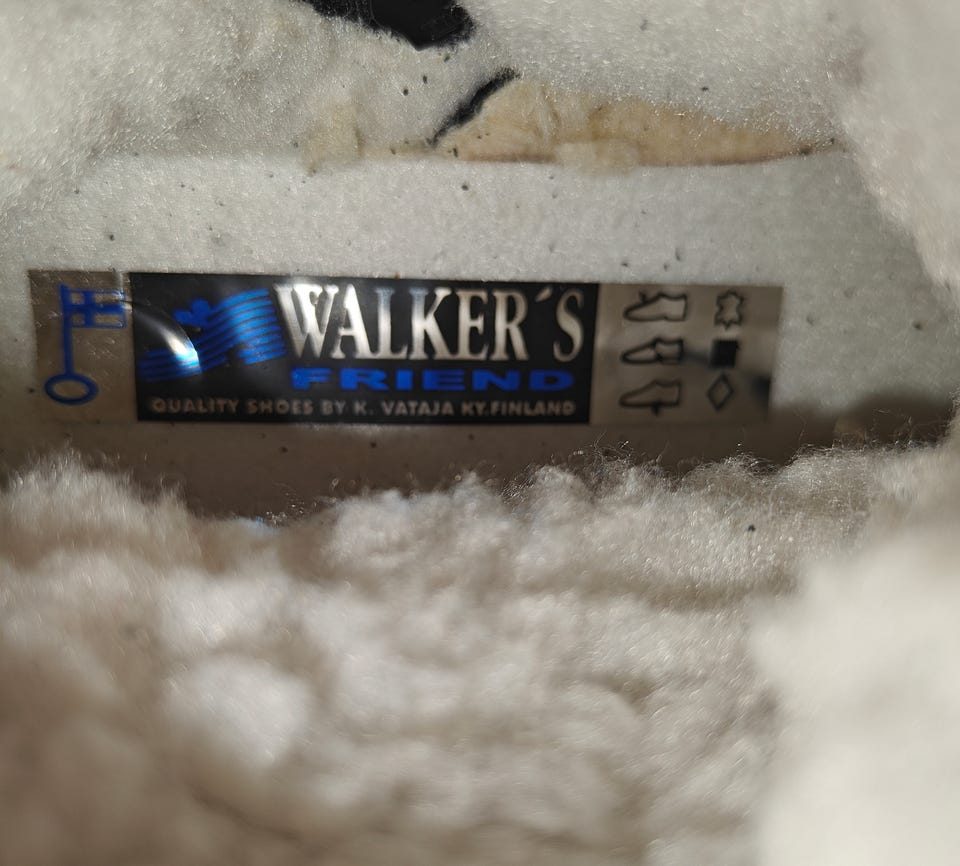 WALKER´S
FRIEND
QUALITY SHOES BY K. VATAJA KY.FINLAND